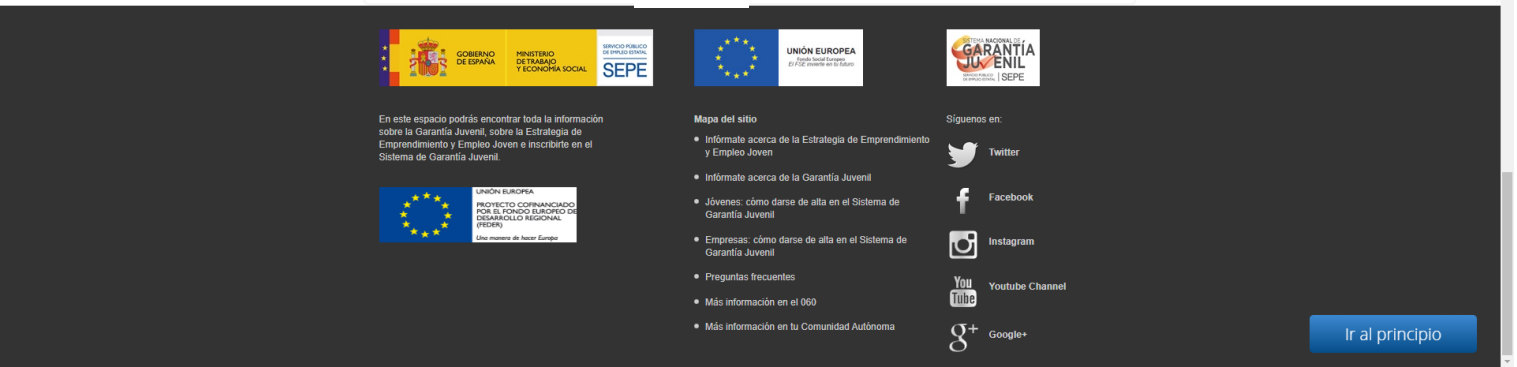 GOBIERNO
DE ESPAÑA
MINISTERIO
DE TRABAJO
Y ECONOMÍA SOCIAL
SERVICIO PÚBLICO
DE EMPLEO ESTATAL
SEPE
En este espacio podrás encontrar toda la información
sobre la Garantía Juvenil, sobre la Estrategia de
Emprendimiento y Empleo Joven e inscribirte en el
Sistema de Garantía Juvenil.
UNIÓN EUROPEA
PROYECTO COFINANCIADO
POR EL FONDO EUROPEO DE
DESARROLLO REGIONAL
(FEDER)
Una manera de hacer Europa
UNIÓN EUROPEA
Fondo Social Europeo
El FSE invierte en tu futuro
Mapa del sitio
Infórmate acerca de la Estrategia de Emprendimiento
y Empleo Joven
Infórmate acerca de la Garantía Juvenil
Jóvenes: cómo darse de alta en el Sistema de
Garantía Juvenil
Empresas: cómo darse de alta en el Sistema de
Garantía Juvenil
Preguntas frecuentes
Más información en el 060
Más información en tu Comunidad Autónoma
SISTEMA NACIONAL DE
GARANTÍA
JUVENIL
SERVICIO PÚBLICO
DE EMPLEO ESTATAL
SEPE
Síguenos en:
Twitter
Facebook
Instagram
You
Tube
Youtube Channel
g+
Google+
Ir al principio